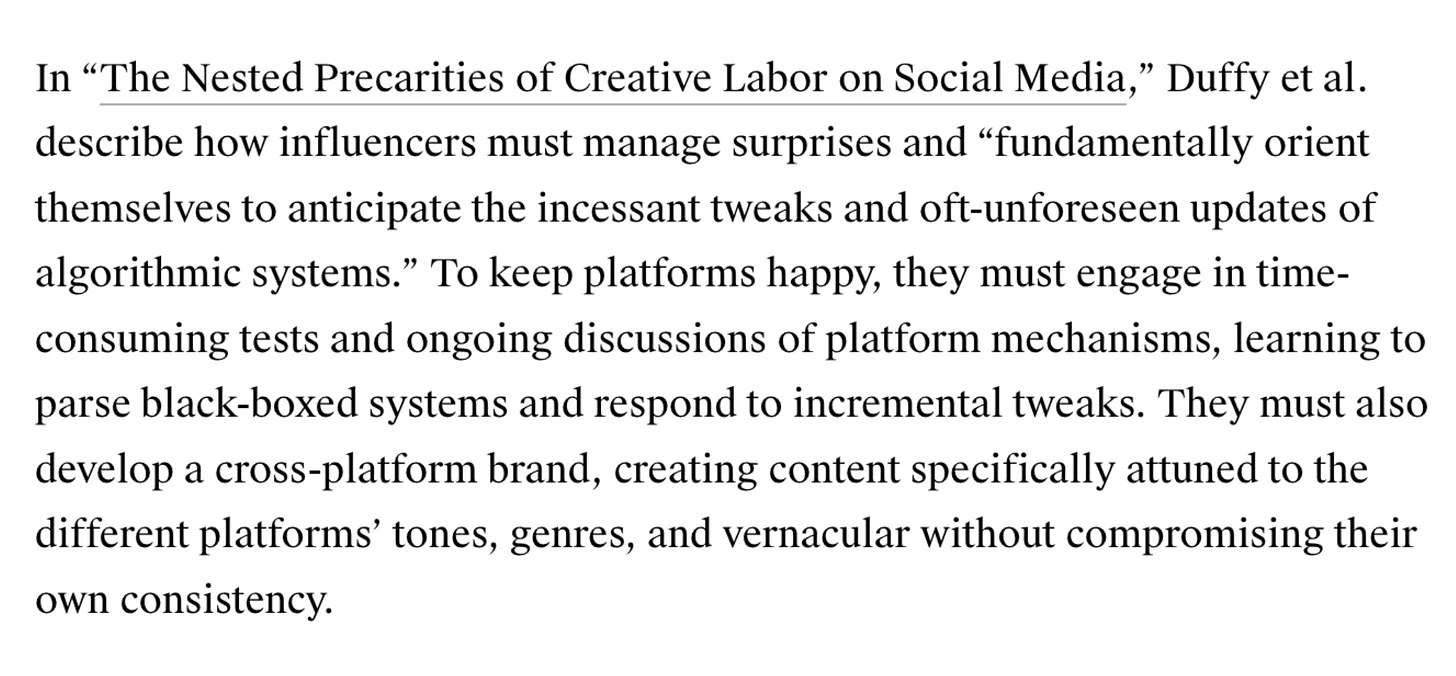 In “The Nested Precarities of Creative Labor on Social Media,” Duffy et al.
describe how influencers must manage surprises and “fundamentally orient
themselves to anticipate the incessant tweaks and oft-unforeseen updates of
algorithmic systems.” To keep platforms happy, they must engage in time-
consuming tests and ongoing discussions of platform mechanisms, learning to
parse black-boxed systems and respond to incremental tweaks. They must also
develop a cross-platform brand, creating content specifically attuned to the
different platforms’ tones, genres, and vernacular without compromising their
own consistency.